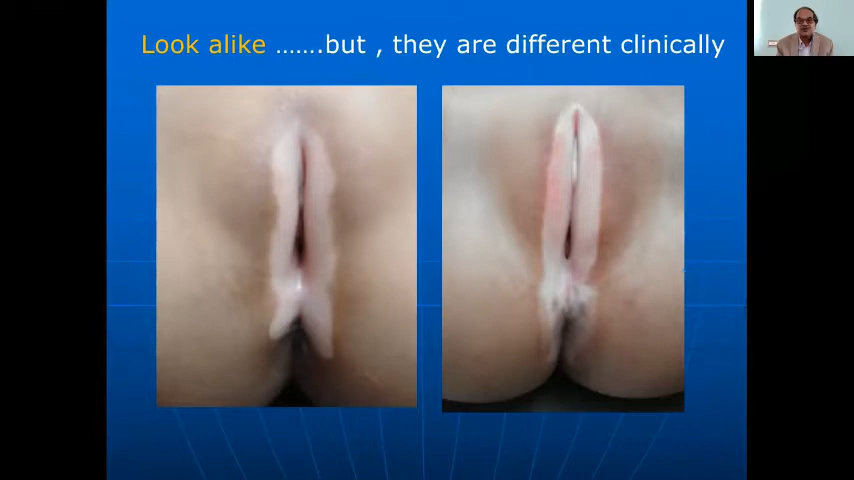 Look alike …….but , they are different clinically